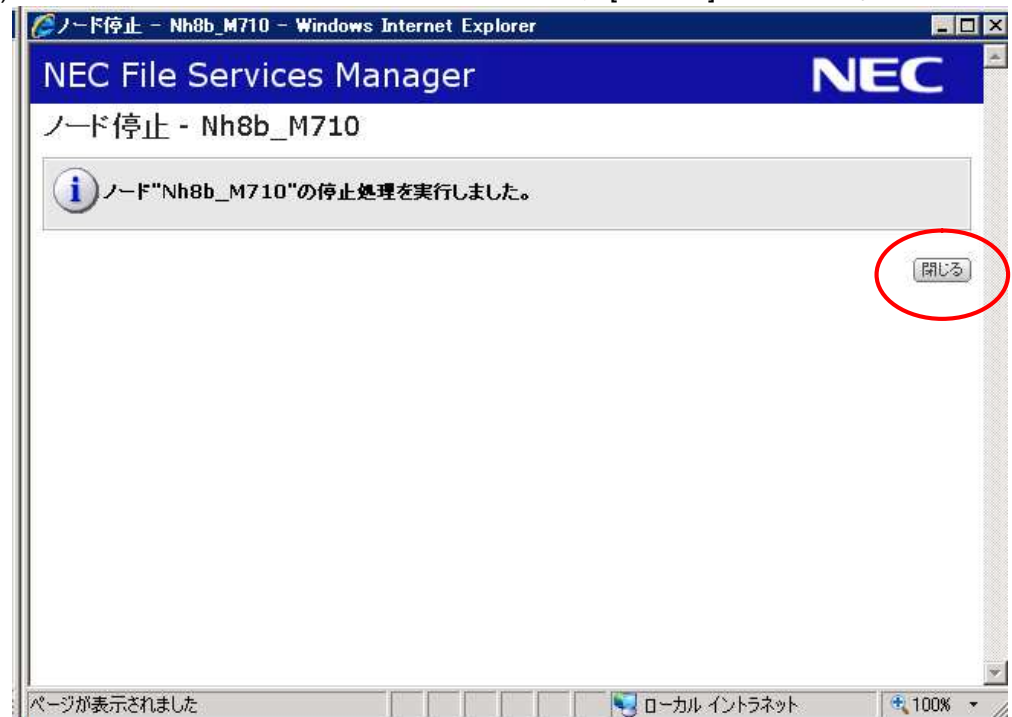 ノード停止 - Nh8b_M710 - Windows Internet Explorer
NEC File Services Manager NEC
ノード停止 - Nh8b_M710
i ノード"Nh8b_M710"の停止処理を実行しました。
閉じる
ページが表示されました ローカル イントラネット 100%